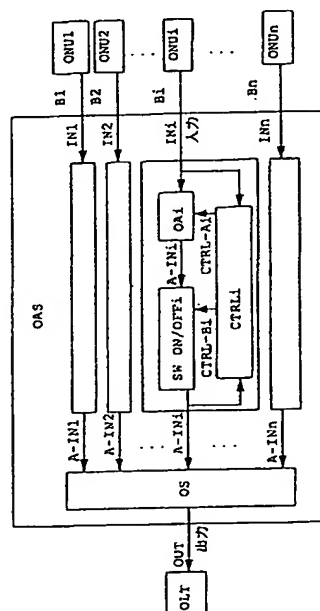 ONU1
ONU2
ONUi
ONUn
B1
B2
Bi
Bn
OAS
IN1
IN2
INi
入力
INn
OAi
A-INi
SW ON/OFFi
CTRL-Ai
CTRL-Bi
CTRLi
A-IN1
A-IN2
A-INi
A-INn
OS
OUT
出力
OLT